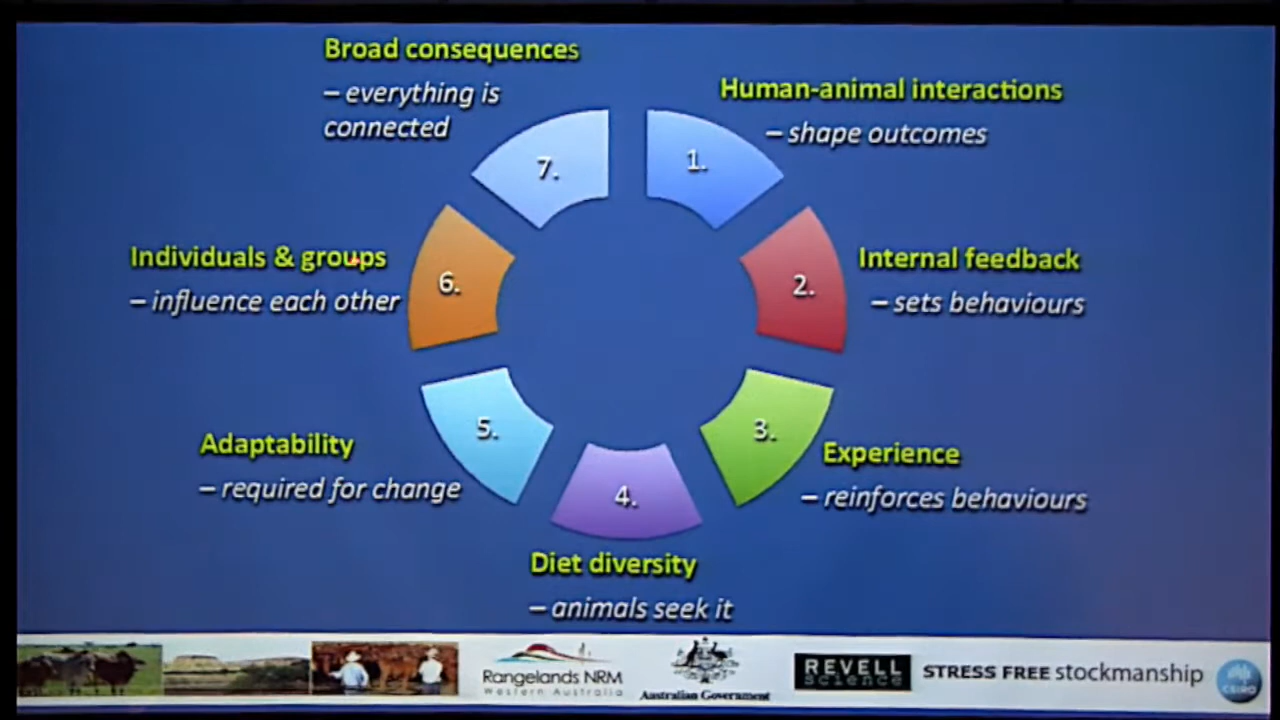 Broad consequences
– everything is
connected
Human-animal interactions
– shape outcomes
7.
1.
Individuals & groups
– influence each other
6.
2.
Internal feedback
– sets behaviours
5.
3.
Adaptability
– required for change
Experience
– reinforces behaviours
4.
Diet diversity
– animals seek it
Rangelands NRM
Western Australia
Australian Government
REVELL
science
STRESS FREE stockmanship
CSIRO